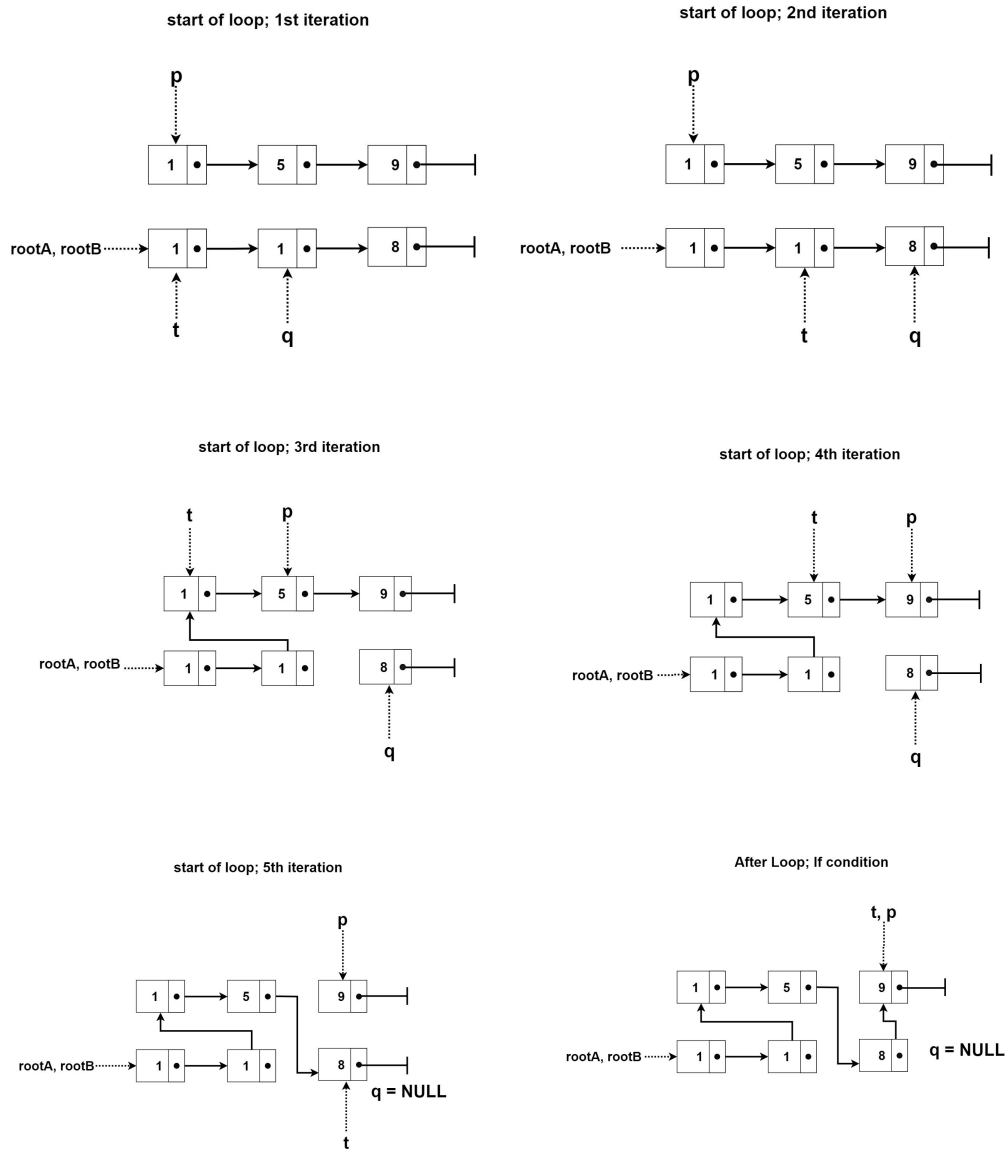 start of loop; 1st iteration
p
1 5 9
rootA, rootB 1 1 8
t q
start of loop; 2nd iteration
p
1 5 9
rootA, rootB 1 1 8
t q
start of loop; 3rd iteration
t p
1 5 9
rootA, rootB 1 1 8
q
start of loop; 4th iteration
t p
1 5 9
rootA, rootB 1 1 8
q
start of loop; 5th iteration
p
1 5 9
rootA, rootB 1 1 8
q = NULL
t
After Loop; If condition
t, p
1 5 9
rootA, rootB 1 1 8 q = NULL